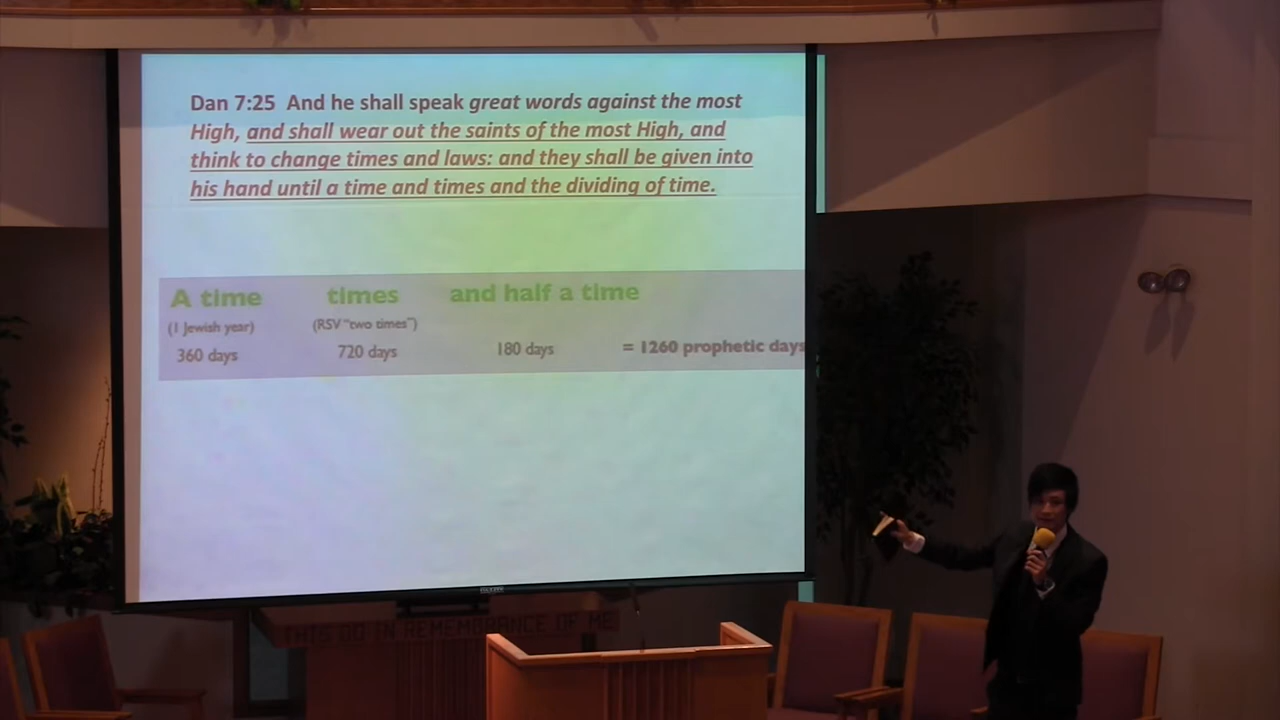 Dan 7:25 And he shall speak great words against the most
High, and shall wear out the saints of the most High, and
think to change times and laws: and they shall be given into
his hand until a time and times and the dividing of time.
A time times and half a time
(1 Jewish year) (RSV "two times")
360 days 720 days 180 days = 1260 prophetic days
THIS DO IN REMEMBRANCE OF ME